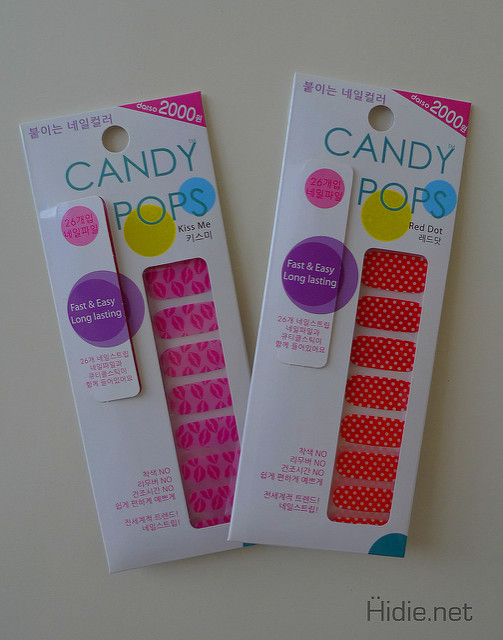 붙이는 네일컬러
daiso 2000원
CANDY
POPS
Kiss Me
키스미
26개입
네일파일
Fast & Easy
Long lasting
26개 네일스트립
네일파일과
큐티클스틱이
함께 들어있어요
착색 NO
리무버 NO
건조시간 NO
쉽게 편하게 예쁘게
전세계적 트렌드!
네일스트립!
붙이는 네일컬러
daiso 2000원
CANDY
POPS
Red Dot
레드닷
26개입
네일파일
Fast & Easy
Long lasting
26개 네일스트립
네일파일과
큐티클스틱이
함께 들어있어요
착색 NO
리무버 NO
건조시간 NO
쉽게 편하게 예쁘게
전세계적 트렌드!
네일스트립!
Hidie.net